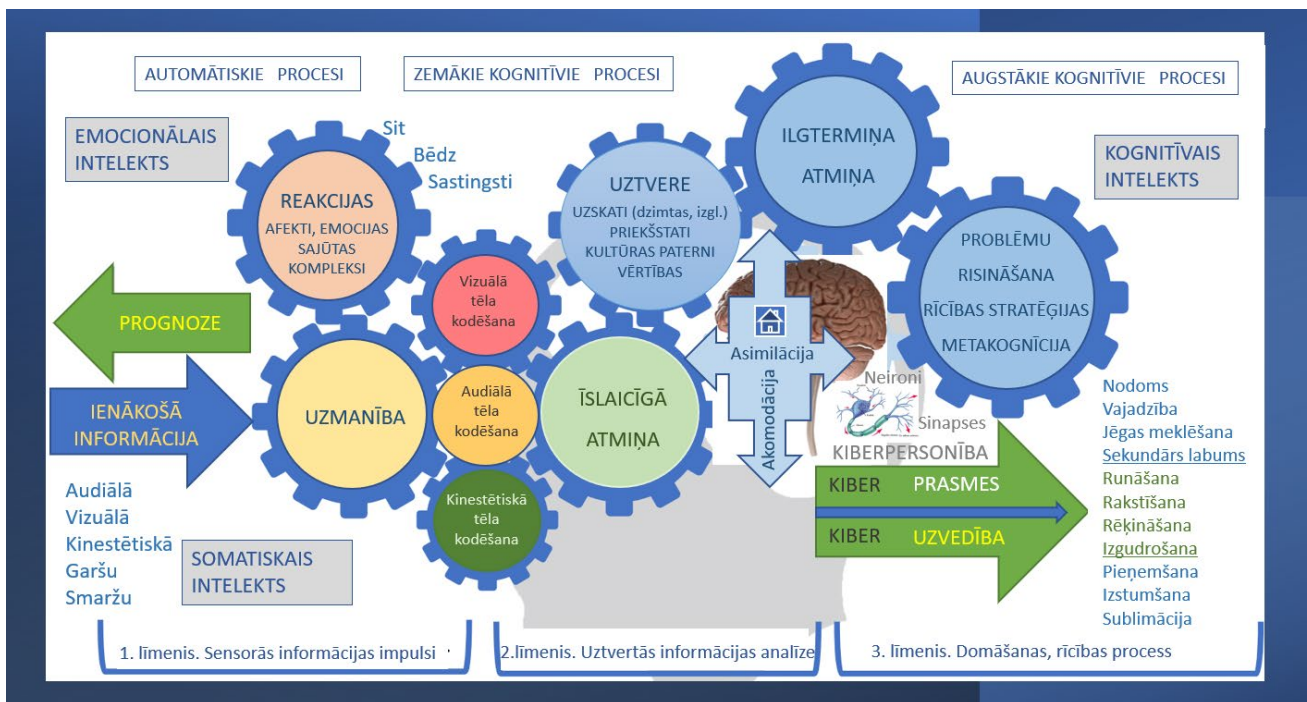 AUTOMĀTISKIE PROCESI
ZEMĀKIE KOGNITĪVIE PROCESI
AUGSTĀKIE KOGNITĪVIE PROCESI
EMOCIONĀLAIS
INTELEKTS
Sit
Bēdz
Sastingsti
REAKCIJAS
AFEKTI, EMOCIJAS
SAJŪTAS
KOMPLEKSI
UZTVERE
UZSKATI (dzimtas, izgl.)
PRIEKŠSTATI
KULTŪRAS PATERNI
VĒRTĪBAS
ILGTERMIŅA
ATMIŅA
KOGNITĪVAIS
INTELEKTS
PROBLĒMU
RISINĀŠANA
RĪCĪBAS STRATĒĢIJAS
METAKOGNĪCIJA
PROGNOZE
IENĀKOŠĀ
INFORMĀCIJA
UZMANĪBA
Vizuālā
tēla
kodēšana
Audiālā
tēla
kodēšana
Kinestētiskā
tēla
kodēšana
ĪSLAICĪGĀ
ATMIŅA
Asimilācija
Akomodācija
Neironi
Sinapses
KIBERPERSONĪBA
KIBER PRASMES
KIBER UZVEDĪBA
Nodoms
Vajadzība
Jēgas meklēšana
Sekundārs labums
Runāšana
Rakstīšana
Rēķināšana
Izgudrošana
Pieņemšana
Izstumšana
Sublimācija
Audiālā
Vizuālā
Kinestētiskā
Garšu
Smaržu
SOMATISKAIS
INTELEKTS
1. līmenis. Sensorās informācijas impulsi
2.līmenis. Uztvertās informācijas analīze
3. līmenis. Domāšanas, rīcības process